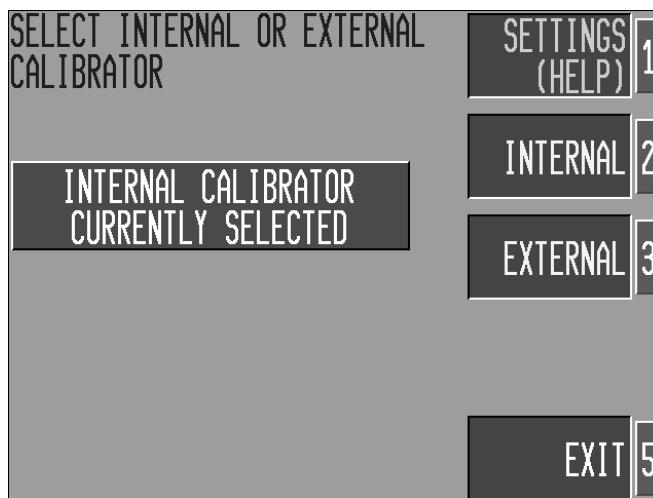 SELECT INTERNAL OR EXTERNAL
CALIBRATOR
SETTINGS
(HELP)
1
INTERNAL
2
INTERNAL CALIBRATOR
CURRENTLY SELECTED
EXTERNAL
3
EXIT
5